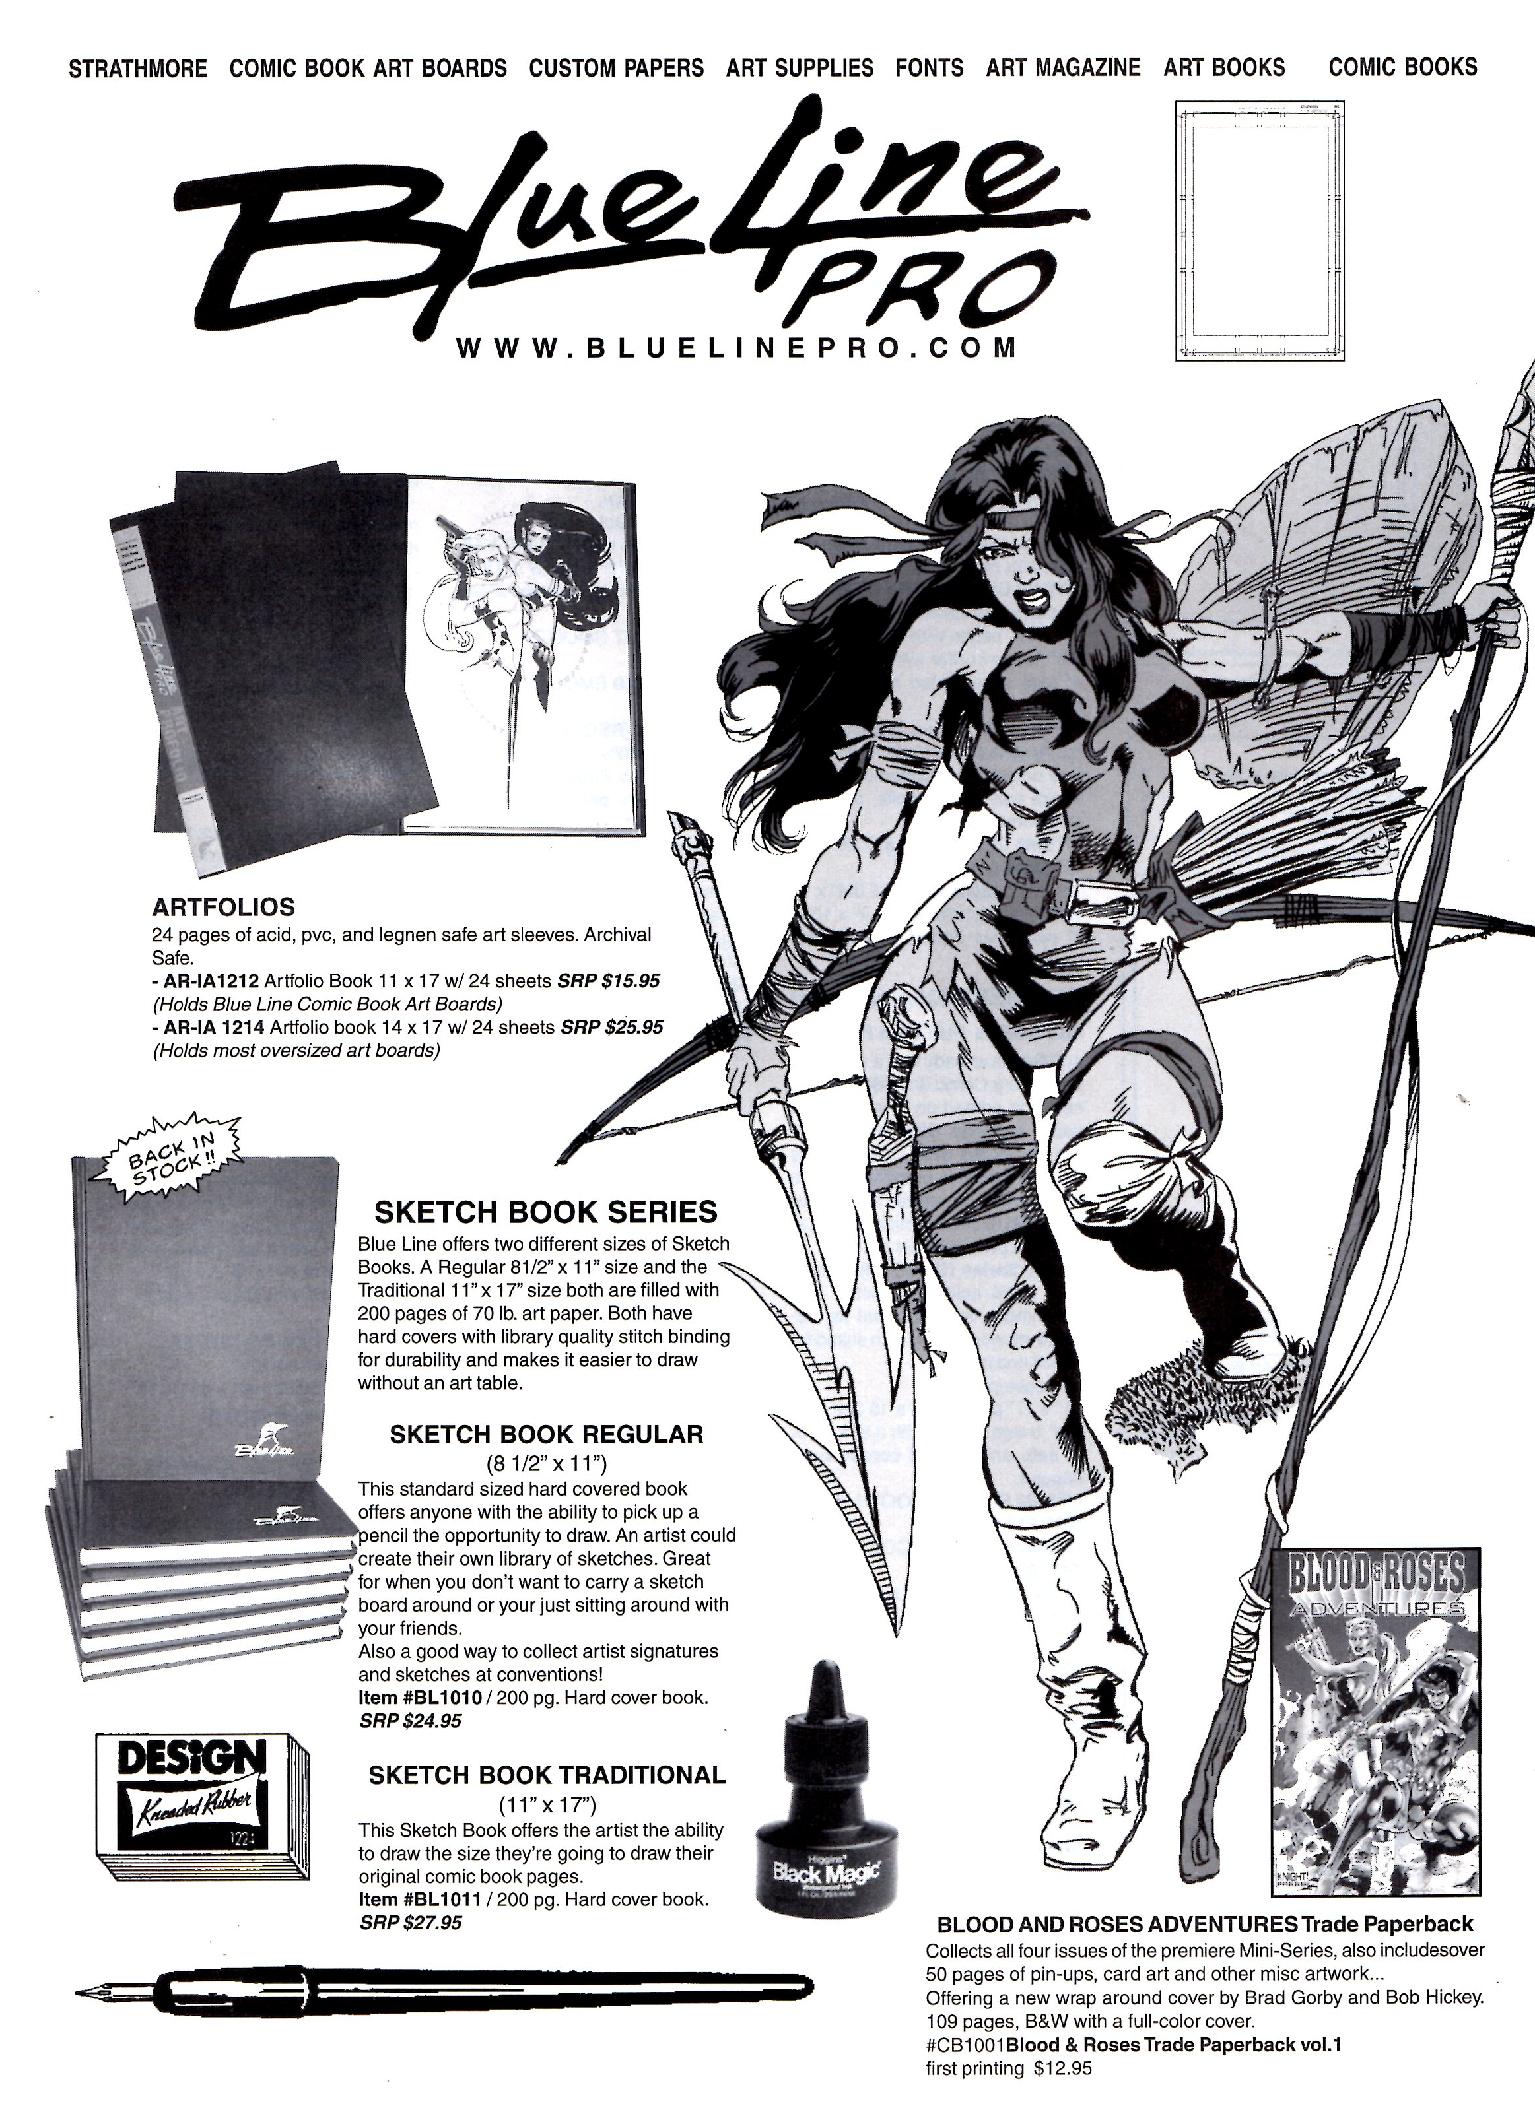 STRATHMORE COMIC BOOK ART BOARDS CUSTOM PAPERS ART SUPPLIES FONTS ART MAGAZINE ART BOOKS COMIC BOOKS
Blue Line
PRO
WWW.BLUELINEPRO.COM
Blue Line
ARTFOLIOS
24 pages of acid, pvc, and legnen safe art sleeves. Archival
Safe.
- AR-IA1212 Artfolio Book 11 x 17 w/ 24 sheets SRP $15.95
(Holds Blue Line Comic Book Art Boards)
- AR-IA 1214 Artfolio book 14 x 17 w/ 24 sheets SRP $25.95
(Holds most oversized art boards)
BACK IN
STOCK!!
Blue Line
Blue Line
SKETCH BOOK SERIES
Blue Line offers two different sizes of Sketch
Books. A Regular 81/2” x 11” size and the
Traditional 11” x 17” size both are filled with
200 pages of 70 lb. art paper. Both have
hard covers with library quality stitch binding
for durability and makes it easier to draw
without an art table.
SKETCH BOOK REGULAR
(8 1/2” x 11”)
This standard sized hard covered book
offers anyone with the ability to pick up a
pencil the opportunity to draw. An artist could
create their own library of sketches. Great
for when you don’t want to carry a sketch
board around or your just sitting around with
your friends.
Also a good way to collect artist signatures
and sketches at conventions!
Item #BL1010 / 200 pg. Hard cover book.
SRP $24.95
DESiGN
Kneaded Rubber
1224
SKETCH BOOK TRADITIONAL
(11” x 17”)
This Sketch Book offers the artist the ability
to draw the size they’re going to draw their
original comic book pages.
Item #BL1011 / 200 pg. Hard cover book.
SRP $27.95
Higgins
Black Magic
BLOOD & ROSES
ADVENTURES
BLOOD AND ROSES ADVENTURES Trade Paperback
Collects all four issues of the premiere Mini-Series, also includesover
50 pages of pin-ups, card art and other misc artwork...
Offering a new wrap around cover by Brad Gorby and Bob Hickey.
109 pages, B&W with a full-color cover.
#CB1001Blood & Roses Trade Paperback vol.1
first printing $12.95